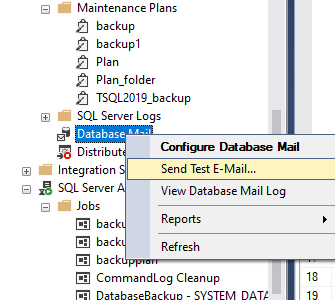 Maintenance Plans
backup
backup1
Plan
Plan_folder
TSQL2019_backup
SQL Server Logs
Database Mail
Configure Database Mail
Distribute
Send Test E-Mail...
Integration S
SQL Server A
View Database Mail Log
Jobs
Reports
backu
backu
Refresh
backupplan
17
CommandLog Cleanup
18
DatabaseBackup - SYSTEM_DATA